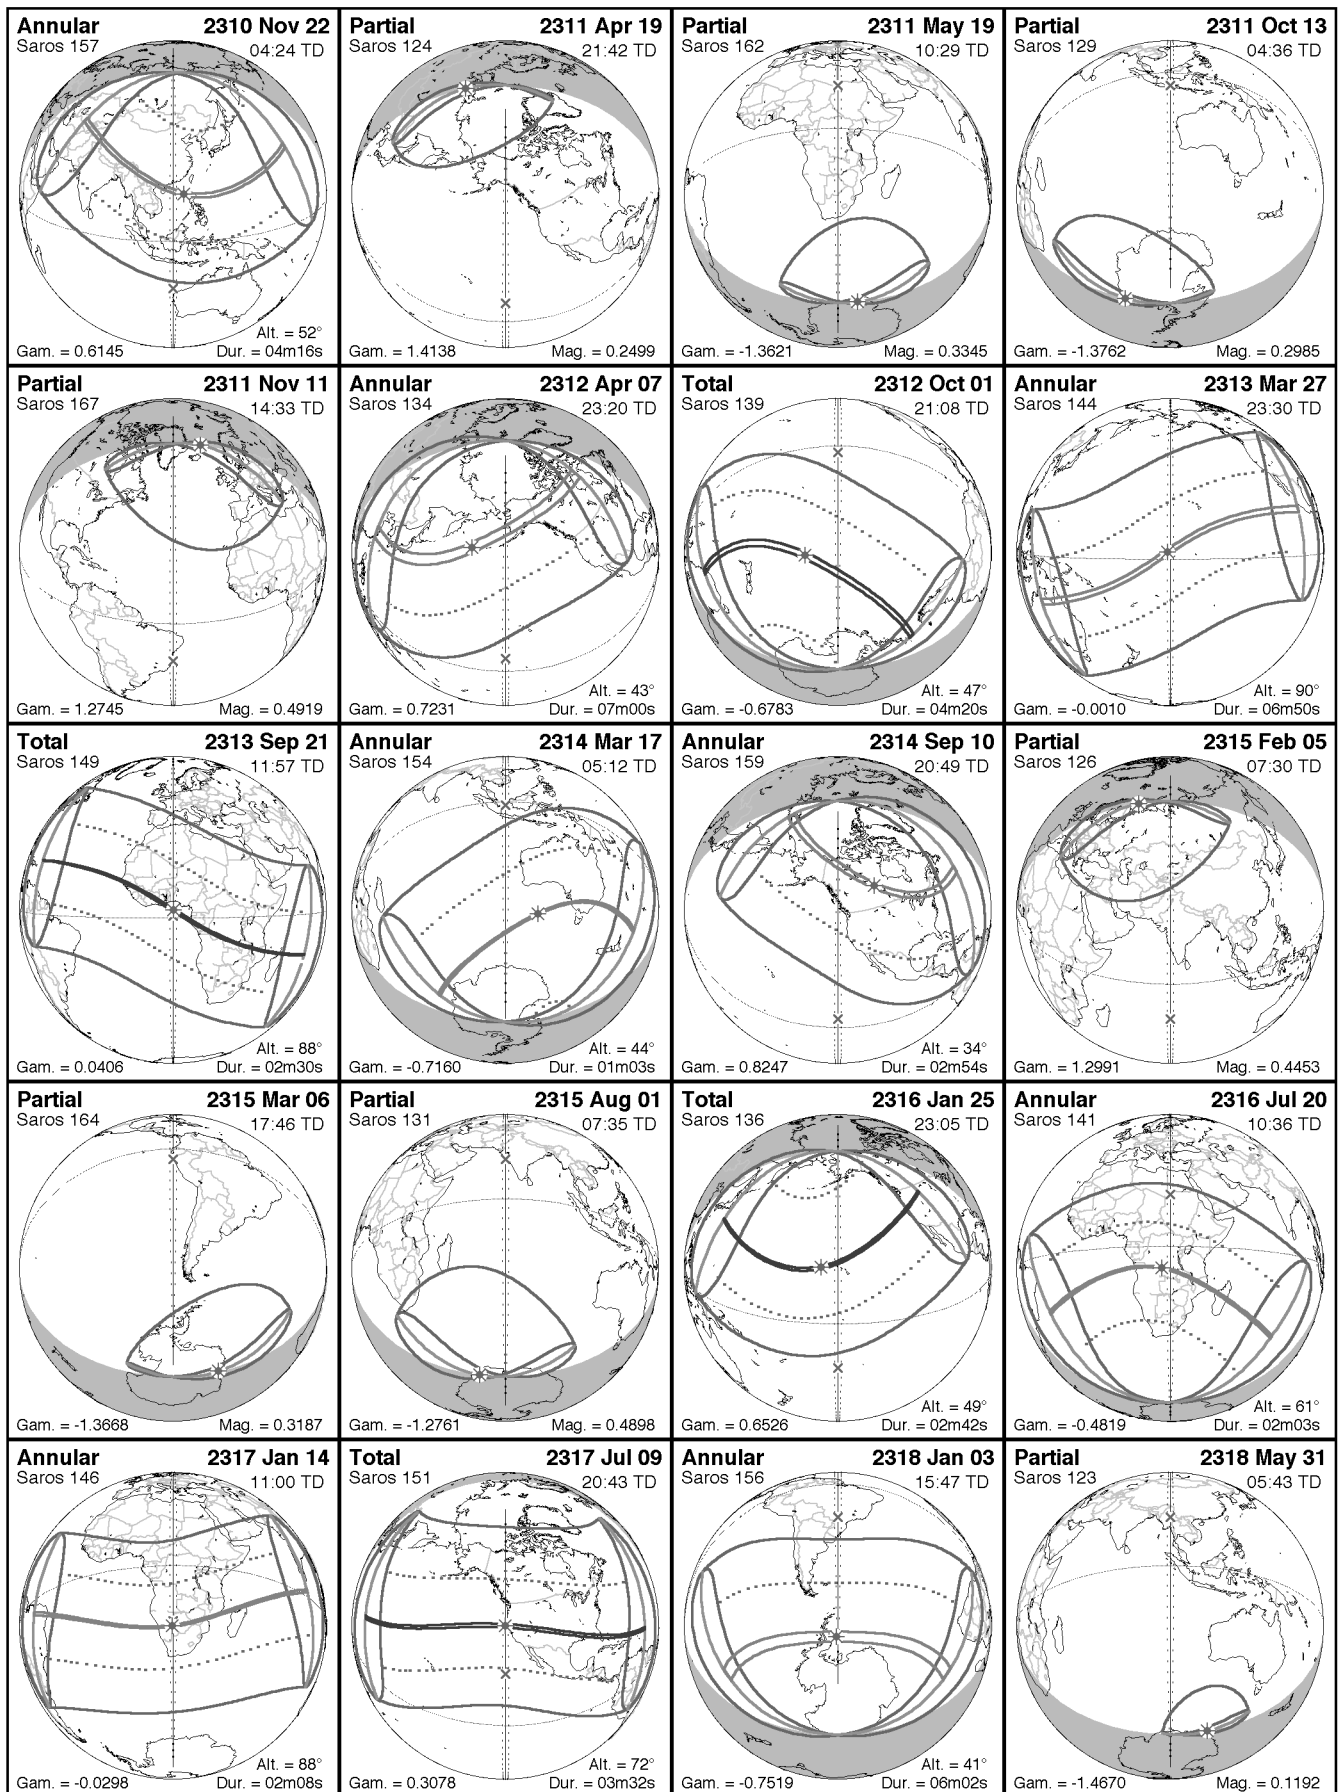 Annular 2310 Nov 22
Saros 157 04:24 TD
Alt. = 52°
Gam. = 0.6145 Dur. = 04m16s
Partial 2311 Apr 19
Saros 124 21:42 TD
Gam. = 1.4138 Mag. = 0.2499
Partial 2311 May 19
Saros 162 10:29 TD
Gam. = -1.3621 Mag. = 0.3345
Partial 2311 Oct 13
Saros 129 04:36 TD
Gam. = -1.3762 Mag. = 0.2985
Partial 2311 Nov 11
Saros 167 14:33 TD
Gam. = 1.2745 Mag. = 0.4919
Annular 2312 Apr 07
Saros 134 23:20 TD
Alt. = 43°
Gam. = 0.7231 Dur. = 07m00s
Total 2312 Oct 01
Saros 139 21:08 TD
Alt. = 47°
Gam. = -0.6783 Dur. = 04m20s
Annular 2313 Mar 27
Saros 144 23:30 TD
Alt. = 90°
Gam. = -0.0010 Dur. = 06m50s
Total 2313 Sep 21
Saros 149 11:57 TD
Alt. = 88°
Gam. = 0.0406 Dur. = 02m30s
Annular 2314 Mar 17
Saros 154 05:12 TD
Alt. = 44°
Gam. = -0.7160 Dur. = 01m03s
Annular 2314 Sep 10
Saros 159 20:49 TD
Alt. = 34°
Gam. = 0.8247 Dur. = 02m54s
Partial 2315 Feb 05
Saros 126 07:30 TD
Gam. = 1.2991 Mag. = 0.4453
Partial 2315 Mar 06
Saros 164 17:46 TD
Gam. = -1.3668 Mag. = 0.3187
Partial 2315 Aug 01
Saros 131 07:35 TD
Gam. = -1.2761 Mag. = 0.4898
Total 2316 Jan 25
Saros 136 23:05 TD
Alt. = 49°
Gam. = 0.6526 Dur. = 02m42s
Annular 2316 Jul 20
Saros 141 10:36 TD
Alt. = 61°
Gam. = -0.4819 Dur. = 02m03s
Annular 2317 Jan 14
Saros 146 11:00 TD
Alt. = 88°
Gam. = -0.0298 Dur. = 02m08s
Total 2317 Jul 09
Saros 151 20:43 TD
Alt. = 72°
Gam. = 0.3078 Dur. = 03m32s
Annular 2318 Jan 03
Saros 156 15:47 TD
Alt. = 41°
Gam. = -0.7519 Dur. = 06m02s
Partial 2318 May 31
Saros 123 05:43 TD
Gam. = -1.4670 Mag. = 0.1192